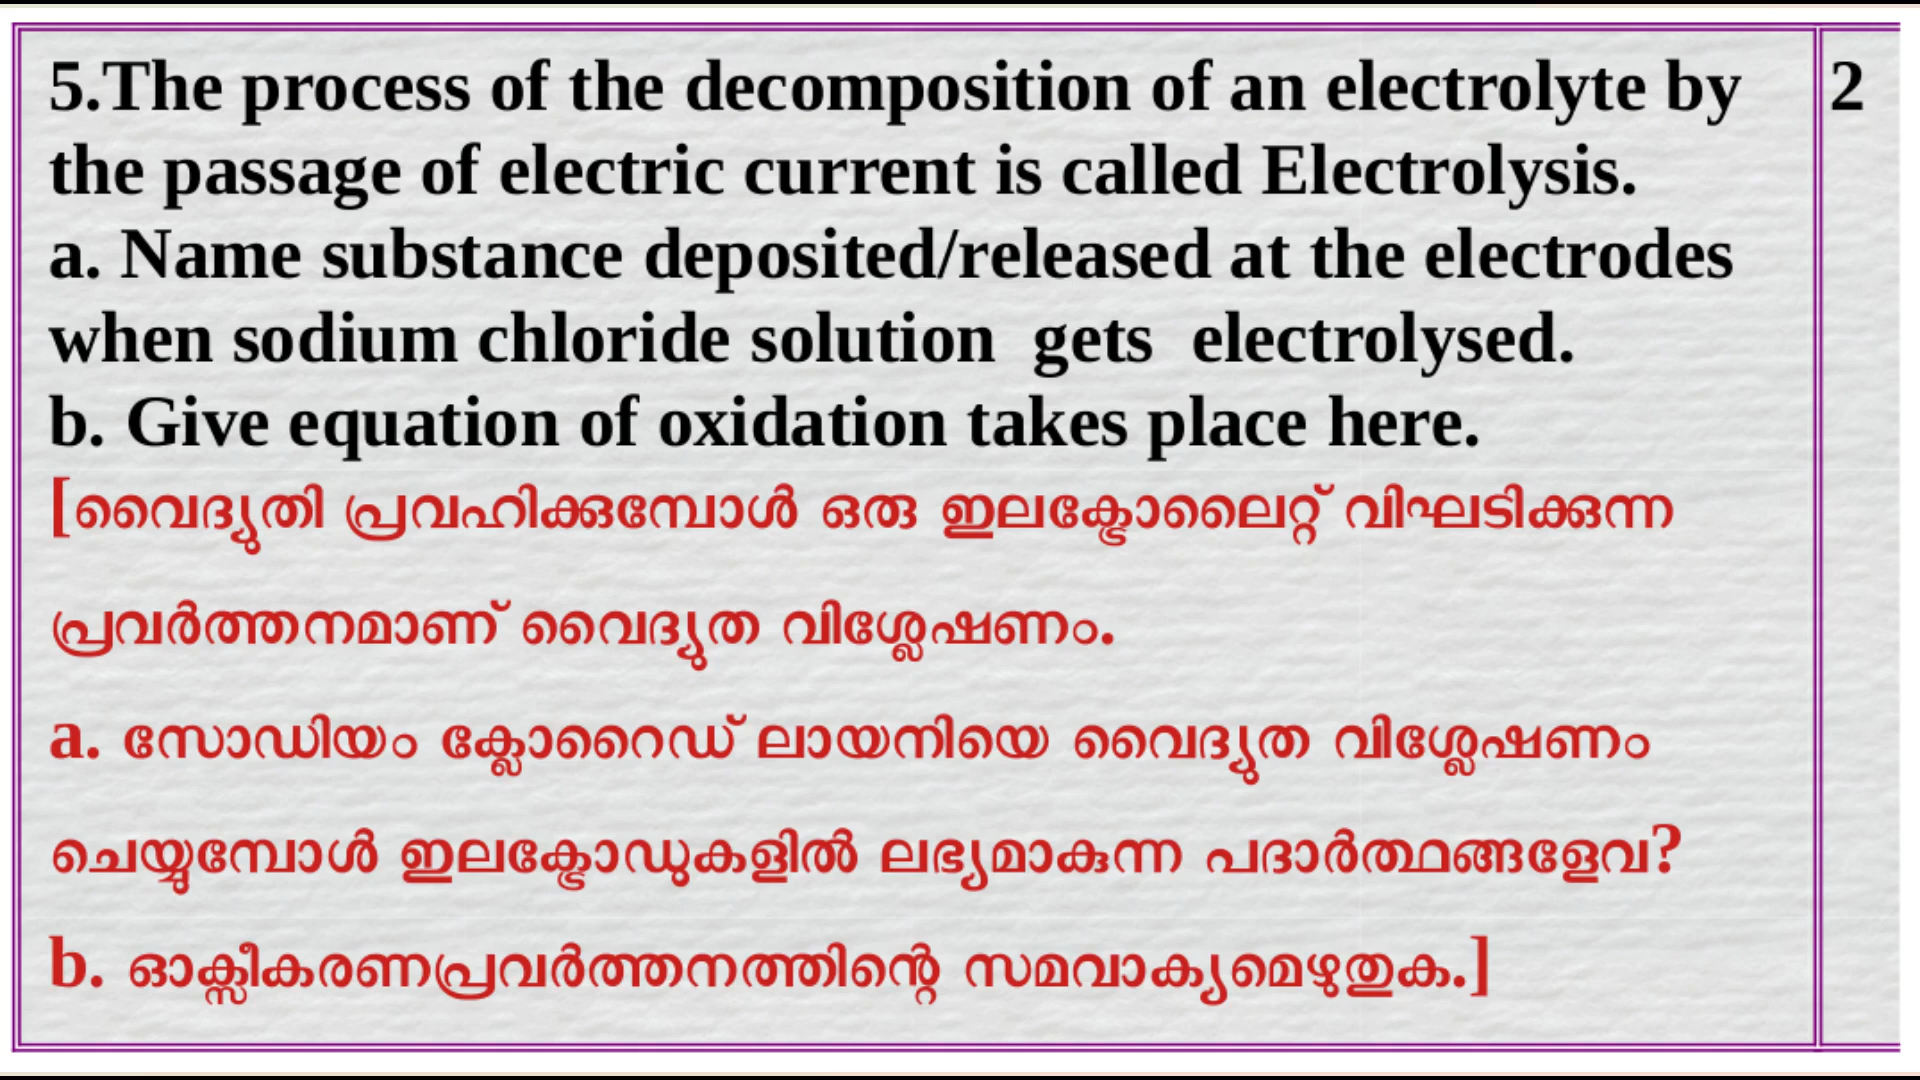 5.The process of the decomposition of an electrolyte by 2
the passage of electric current is called Electrolysis.
a. Name substance deposited/released at the electrodes
when sodium chloride solution gets electrolysed.
b. Give equation of oxidation takes place here.
[വൈദ്യുതി പ്രവഹിക്കുമ്പോൾ ഒരു ഇലക്ട്രോലൈറ്റ് വിഘടിക്കുന്ന
പ്രവർത്തനമാണ് വൈദ്യുത വിശ്ലേഷണം.
a. സോഡിയം ക്ലോറൈഡ് ലായനിയെ വൈദ്യുത വിശ്ലേഷണം
ചെയ്യുമ്പോൾ ഇലക്ട്രോഡുകളിൽ ലഭ്യമാകുന്ന പദാർത്ഥങ്ങളേവ?
b. ഓക്സീകരണപ്രവർത്തനത്തിന്റെ സമവാക്യമെഴുതുക.]